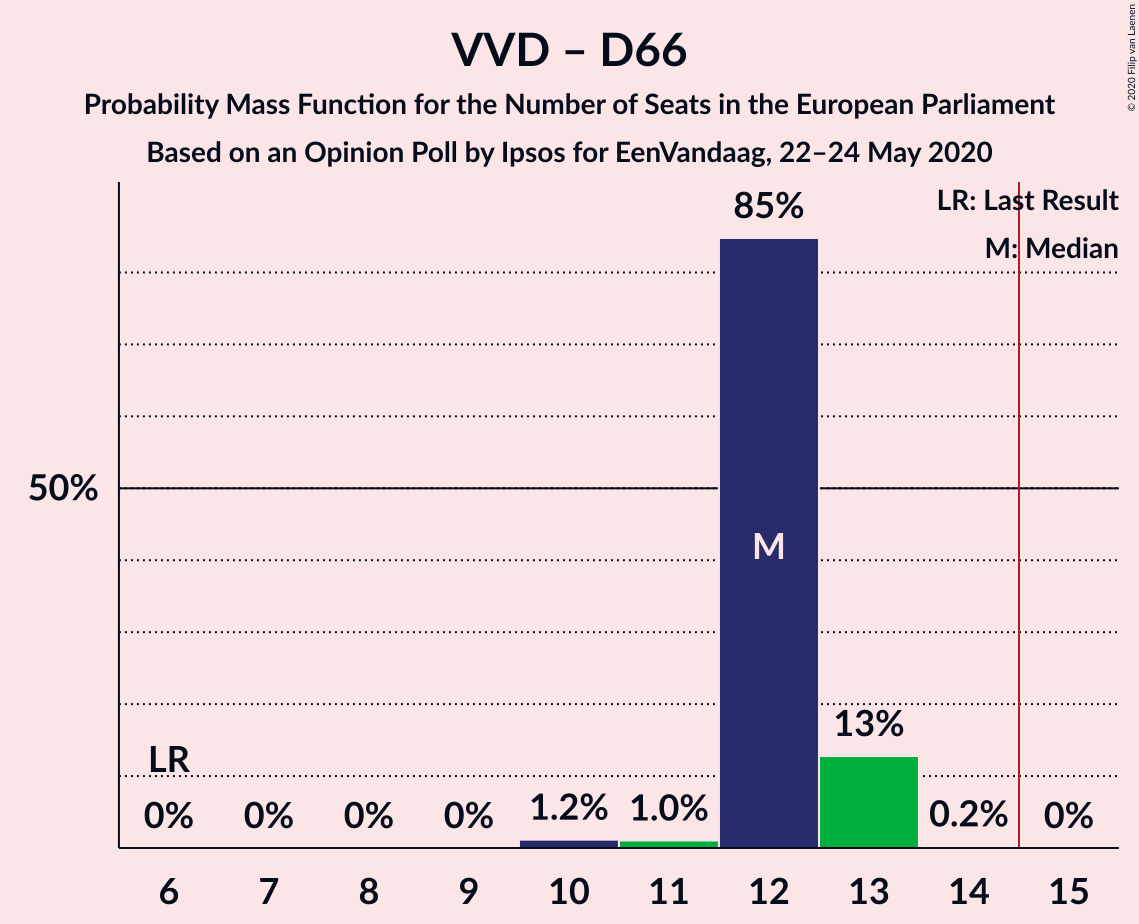 VVD – D66
Probability Mass Function for the Number of Seats in the European Parliament
Based on an Opinion Poll by Ipsos for EenVandaag, 22–24 May 2020
© 2020 Filip van Laenen
LR: Last Result
M: Median
85%
50%
M
13%
LR
0% 0% 0% 0% 1.2% 1.0% 0.2% 0%
6 7 8 9 10 11 12 13 14 15